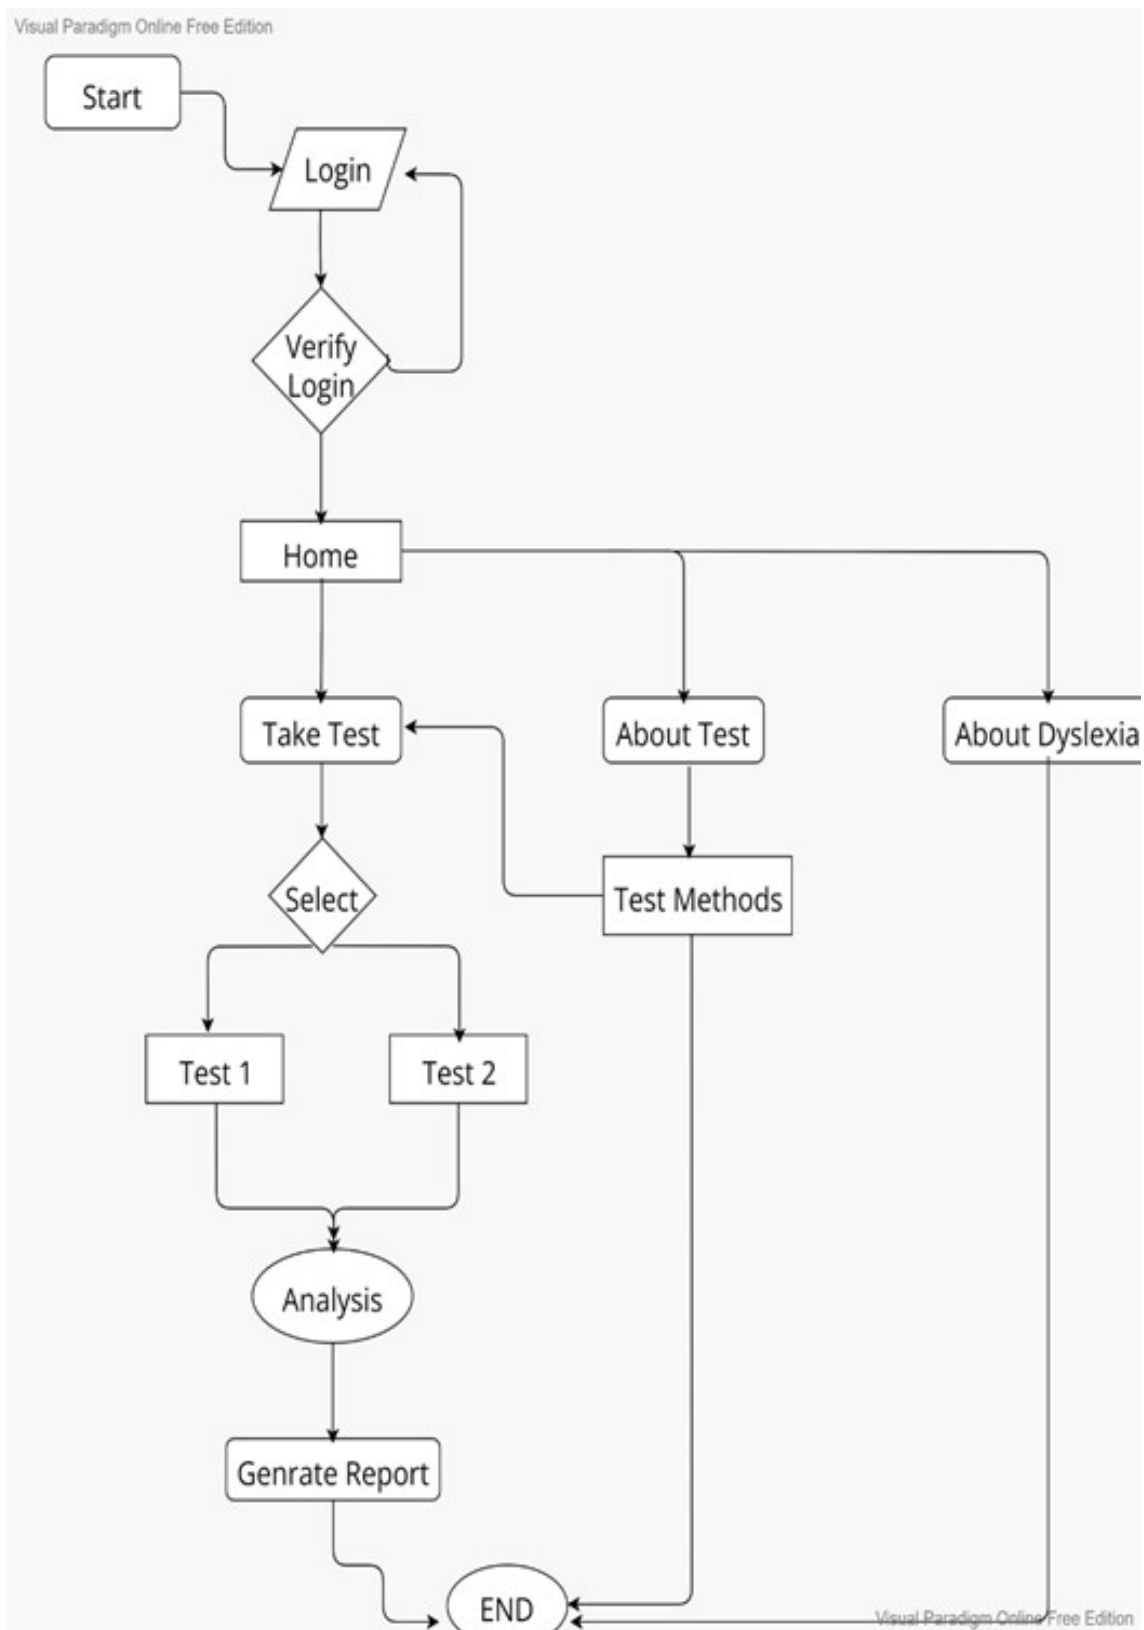 Visual Paradigm Online Free Edition
Start
Login
Verify
Login
Home
Take Test
About Test
About Dyslexia
Select
Test Methods
Test 1
Test 2
Analysis
Genrate Report
END
Visual Paradigm Online Free Edition